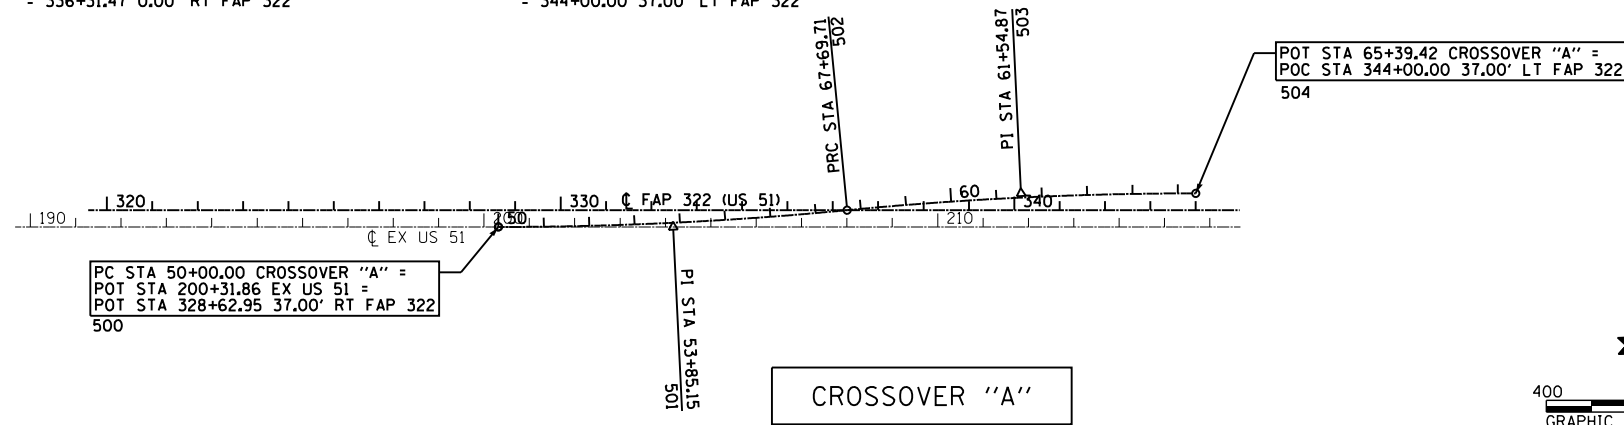 - 336+31.47 0.00' RT FAP 322
- 344+00.00 37.00' LT FAP 322
PRC STA 67+69.71
502
PI STA 61+54.87
503
POT STA 65+39.42 CROSSOVER "A" =
POC STA 344+00.00 37.00' LT FAP 322
504
320
330
℄ FAP 322 (US 51)
60
340
190
200
50
210
℄ EX US 51
PC STA 50+00.00 CROSSOVER "A" =
POT STA 200+31.86 EX US 51 =
POT STA 328+62.95 37.00' RT FAP 322
500
PI STA 53+85.15
501
CROSSOVER "A"
400
GRAPHIC